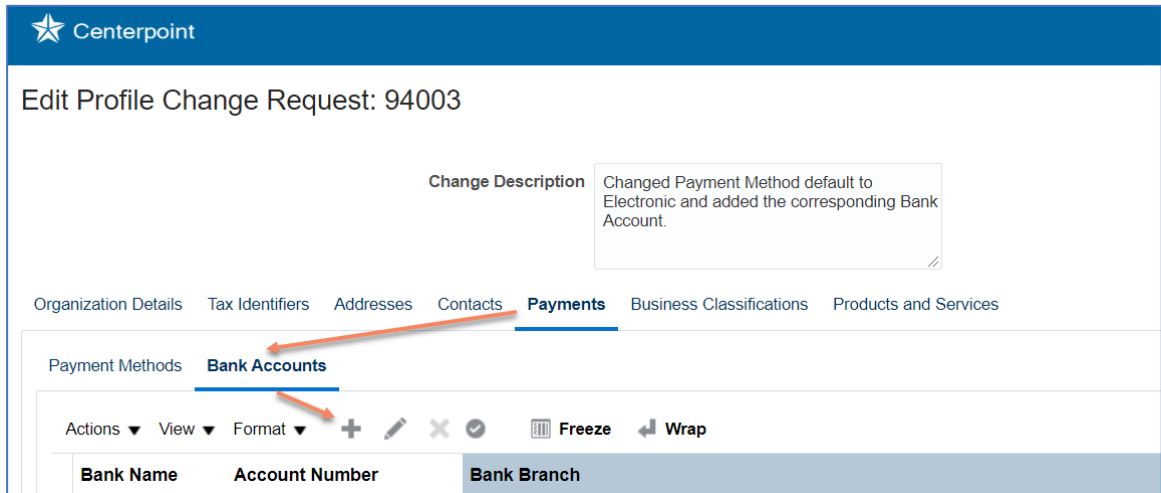 Centerpoint
Edit Profile Change Request: 94003
Change Description
Changed Payment Method default to
Electronic and added the corresponding Bank
Account.
Organization Details Tax Identifiers Addresses Contacts Payments Business Classifications Products and Services
Payment Methods Bank Accounts
Actions View Format Freeze Wrap
Bank Name Account Number Bank Branch